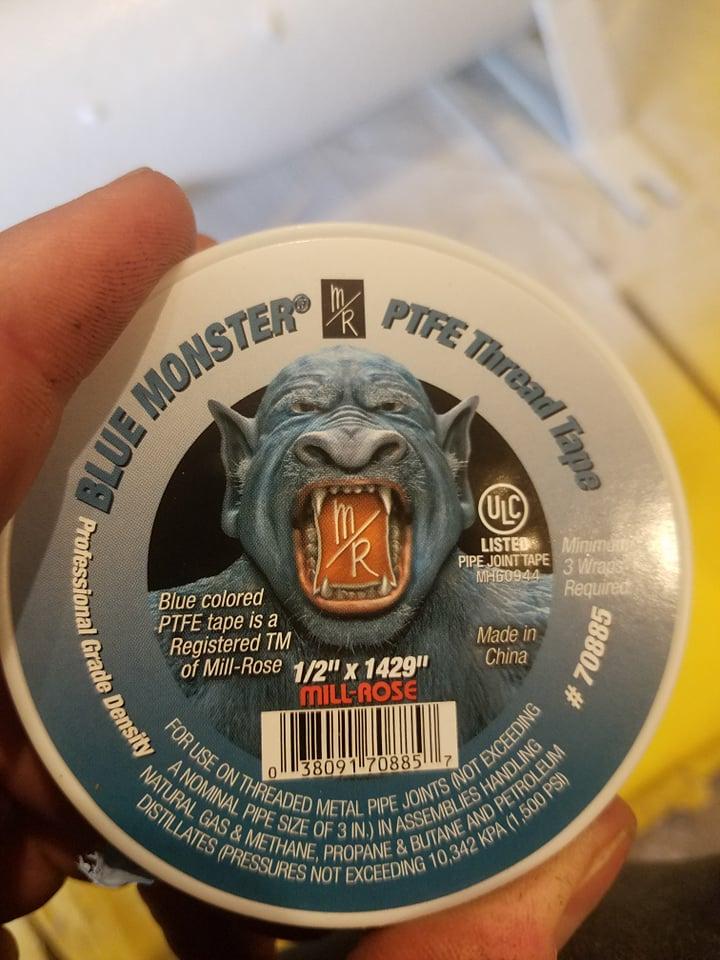 BLUE MONSTER® m/R PTFE Thread Tape
Professional Grade Density
m/R
ULC
LISTED
PIPE JOINT TAPE
MH60944
Minimum
3 Wraps
Required
# 70885
Blue colored
PTFE tape is a
Registered TM
of Mill-Rose
Made in
China
1/2" x 1429"
MILL-ROSE
0 38091 70885 7
FOR USE ON THREADED METAL PIPE JOINTS (NOT EXCEEDING
A NOMINAL PIPE SIZE OF 3 IN.) IN ASSEMBLIES HANDLING
NATURAL GAS & METHANE, PROPANE & BUTANE AND PETROLEUM
DISTILLATES (PRESSURES NOT EXCEEDING 10,342 KPA (1,500 PSI)